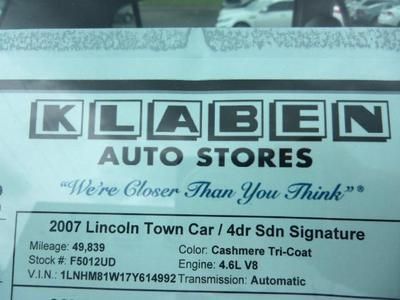 KLABEN
AUTO STORES
"We're Closer Than You Think"®
2007 Lincoln Town Car / 4dr Sdn Signature
Mileage: 49,839 Color: Cashmere Tri-Coat
Stock #: F5012UD Engine: 4.6L V8
V.I.N.: 1LNHM81W17Y614992 Transmission: Automatic